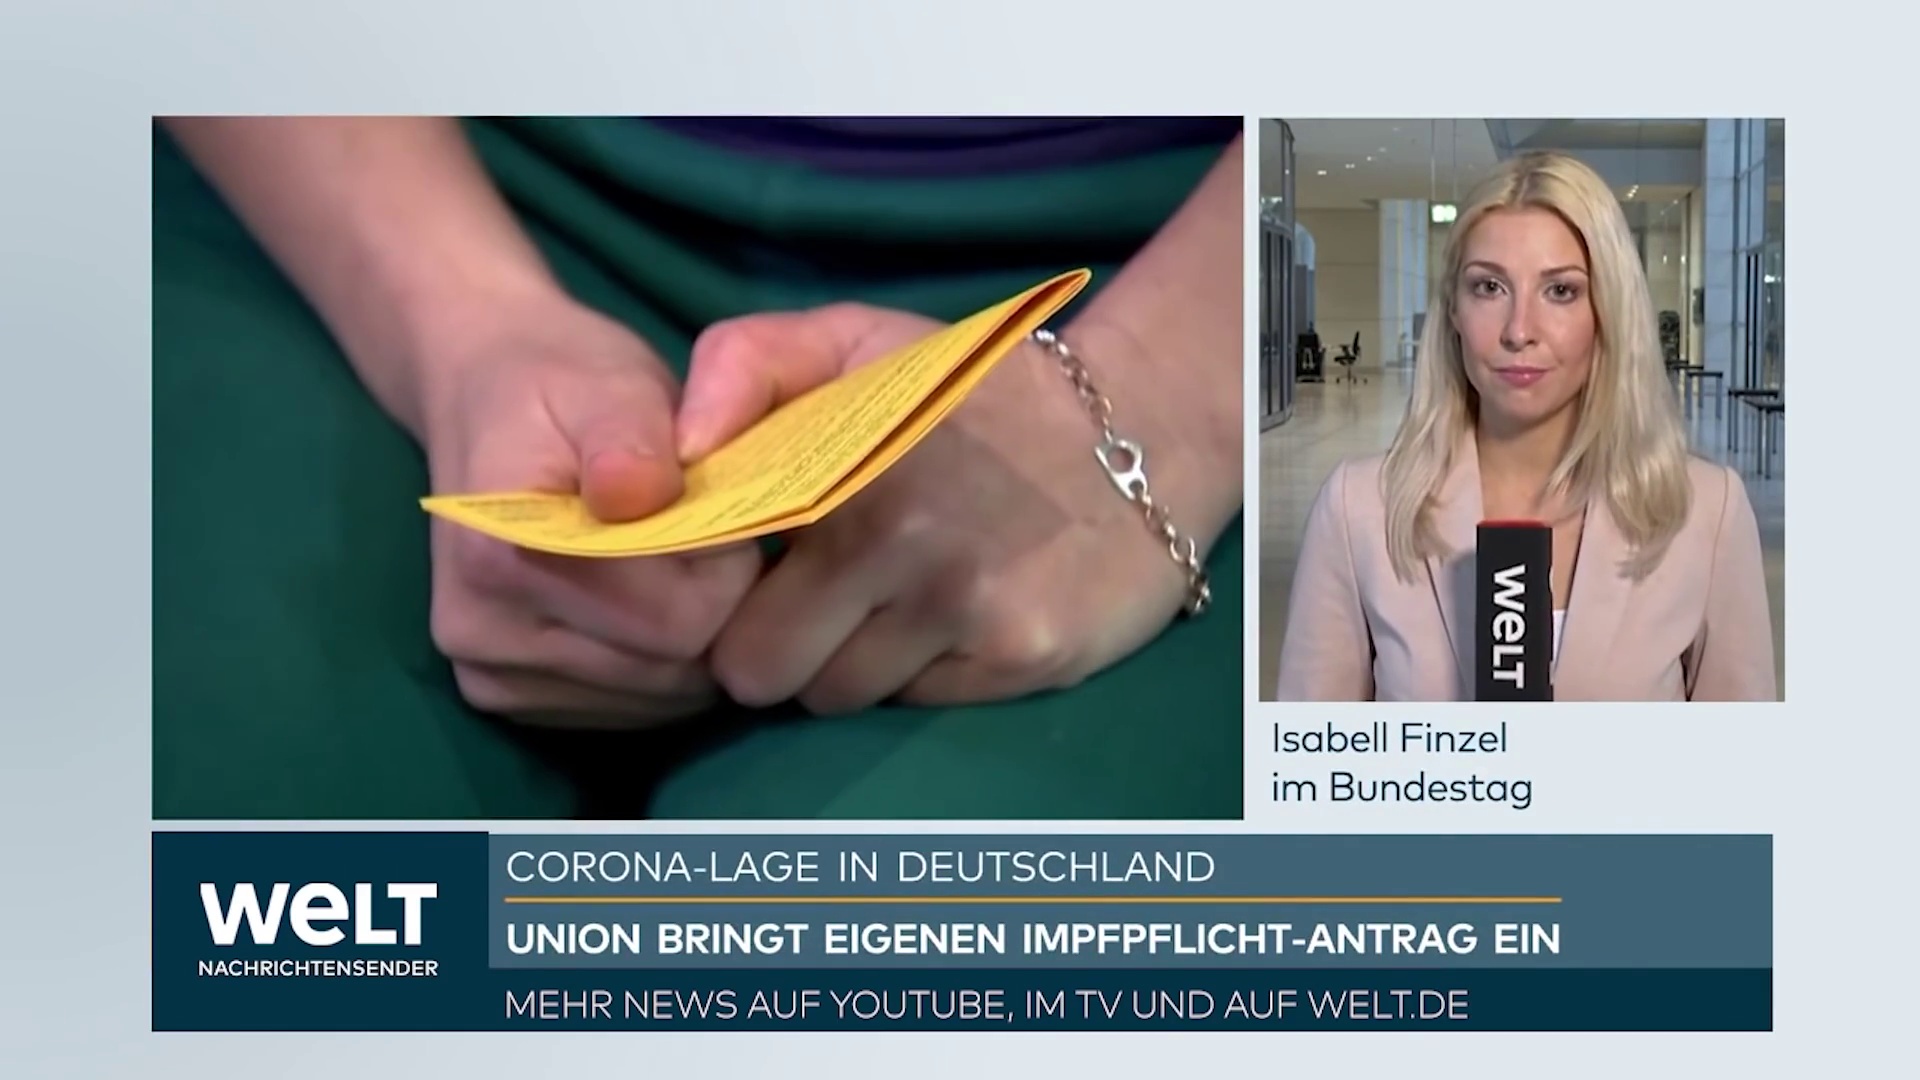 WELT
Isabell Finzel
im Bundestag
WELT
NACHRICHTENSENDER
CORONA-LAGE IN DEUTSCHLAND
UNION BRINGT EIGENEN IMPFPFLICHT-ANTRAG EIN
MEHR NEWS AUF YOUTUBE, IM TV UND AUF WELT.DE